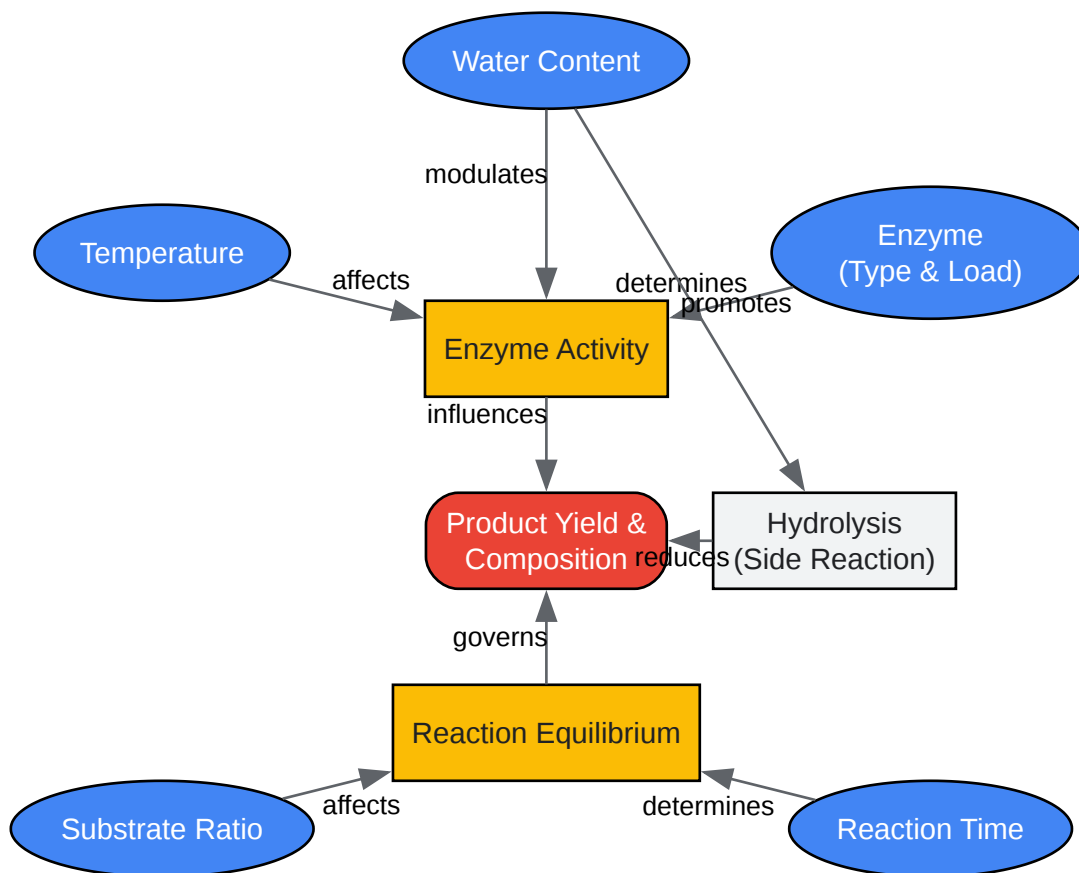 Water Content
modulates
Temperature
Enzyme
(Type & Load)
affects
determines
promotes
Enzyme Activity
influences
Product Yield &
Composition
Hydrolysis
(Side Reaction)
reduces
governs
Reaction Equilibrium
affects
determines
Substrate Ratio
Reaction Time